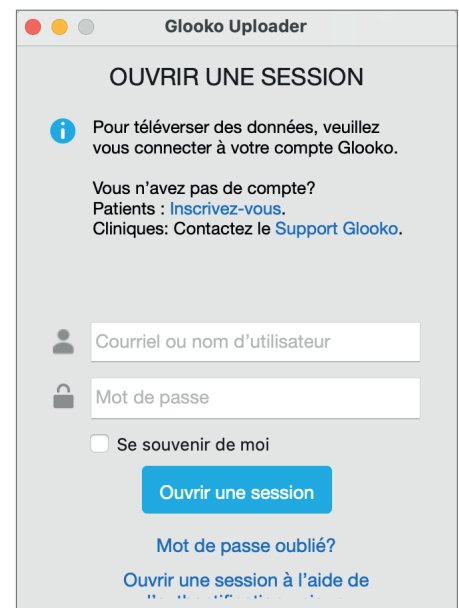 Glooko Uploader
OUVRIR UNE SESSION
Pour téléverser des données, veuillez
vous connecter à votre compte Glooko.
Vous n’avez pas de compte?
Patients : Inscrivez-vous.
Cliniques: Contactez le Support Glooko.
Courriel ou nom d’utilisateur
Mot de passe
Se souvenir de moi
Ouvrir une session
Mot de passe oublié?
Ouvrir une session à l’aide de